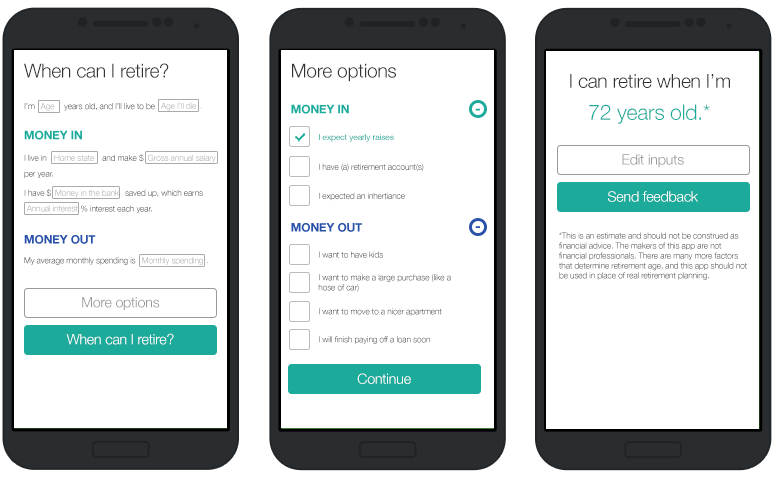 When can I retire?
I'm Age years old, and I'll live to be Age I'll die .
MONEY IN
I live in Home state and make $ Gross annual salary
per year.
I have $ Money in the bank saved up, which earns
Annual interest % interest each year.
MONEY OUT
My average monthly spending is Monthly spending .
More options
When can I retire?
More options
MONEY IN
I expect yearly raises
I have (a) retirement account(s)
I expected an inhertiance
MONEY OUT
I want to have kids
I want to make a large purchase (like a
hose of car)
I want to move to a nicer apartment
I will finish paying off a loan soon
Continue
I can retire when I'm
72 years old.*
Edit inputs
Send feedback
*This is an estimate and should not be construed as
financial advice. The makers of this app are not
financial professionals. There are many more factors
that determine retirement age, and this app should not
be used in place of real retirement planning.